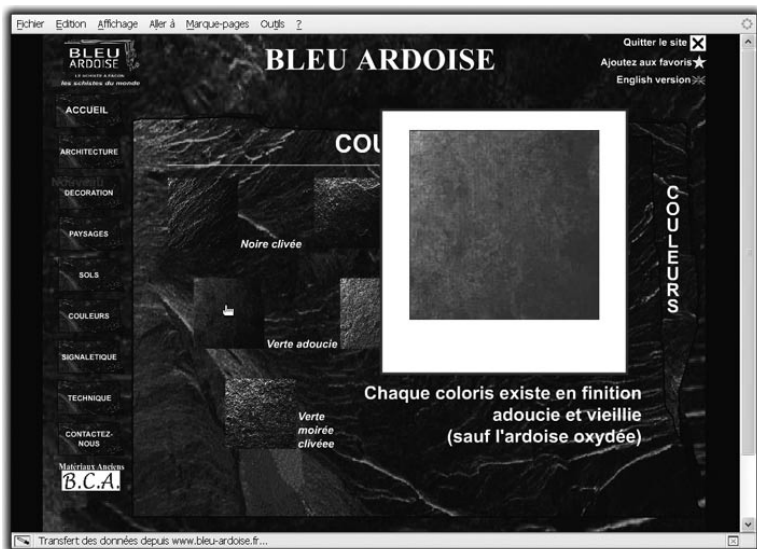 Fichier Edition Affichage Aller à Marque-pages Outils ?
BLEU
ARDOISE
les schistes du monde
BLEU ARDOISE
Quitter le site
Ajoutez aux favoris
English version
ACCUEIL
ARCHITECTURE
DECORATION
PAYSAGES
SOLS
COULEURS
SIGNALETIQUE
TECHNIQUE
CONTACTEZ-
NOUS
Matériaux Anciens
B.C.A.
COU
Noire clivée
Verte adoucie
Verte
moirée
clivéee
COULEURS
Chaque coloris existe en finition
adoucie et vieillie
(sauf l'ardoise oxydée)
Transfert des données depuis www.bleu-ardoise.fr...